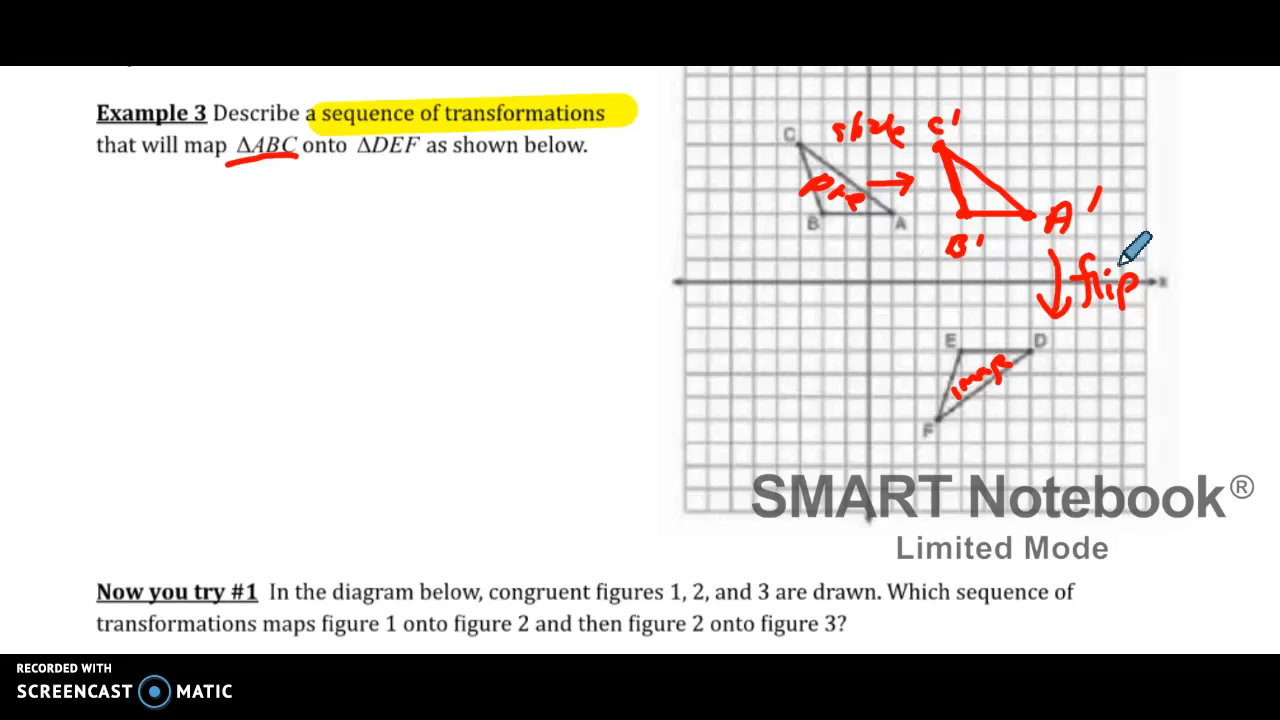 Example 3 Describe a sequence of transformations
that will map ΔABC onto ΔDEF as shown below.
C
slide
C'
pre
B
A
B'
A'
flip
x
E
D
image
F
SMART Notebook®
Limited Mode
Now you try #1 In the diagram below, congruent figures 1, 2, and 3 are drawn. Which sequence of
transformations maps figure 1 onto figure 2 and then figure 2 onto figure 3?
RECORDED WITH
SCREENCAST MATIC